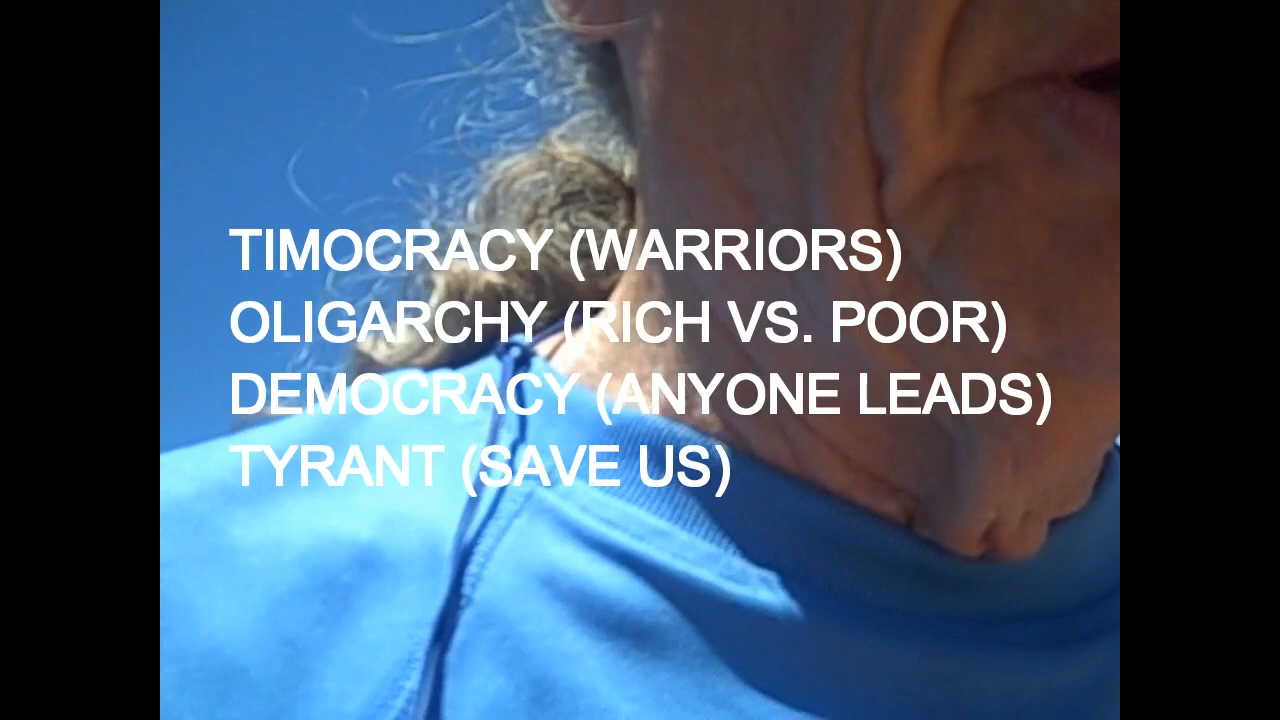 TIMOCRACY (WARRIORS)
OLIGARCHY (RICH VS. POOR)
DEMOCRACY (ANYONE LEADS)
TYRANT (SAVE US)